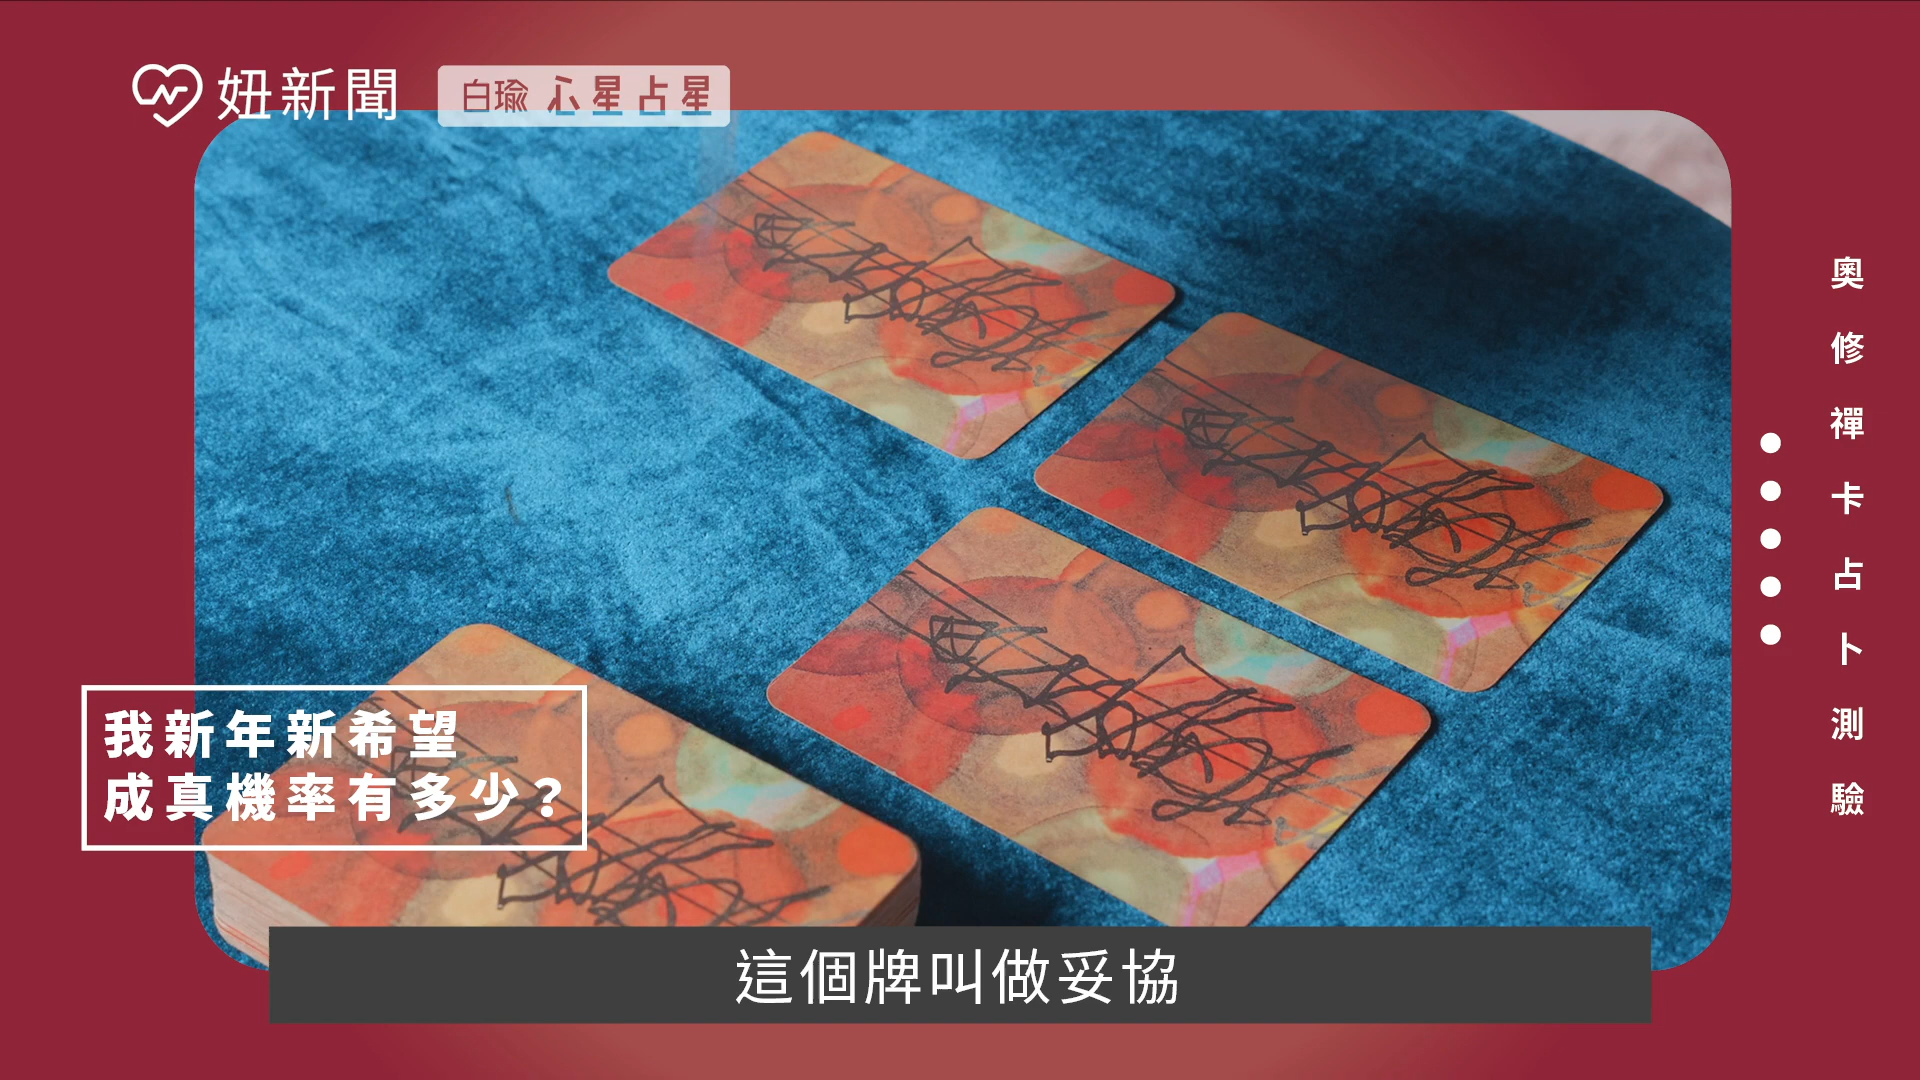 妞新聞
白瑜 心星占星
奧修禪卡占卜測驗
我新年新希望
成真機率有多少?
這個牌叫做妥協